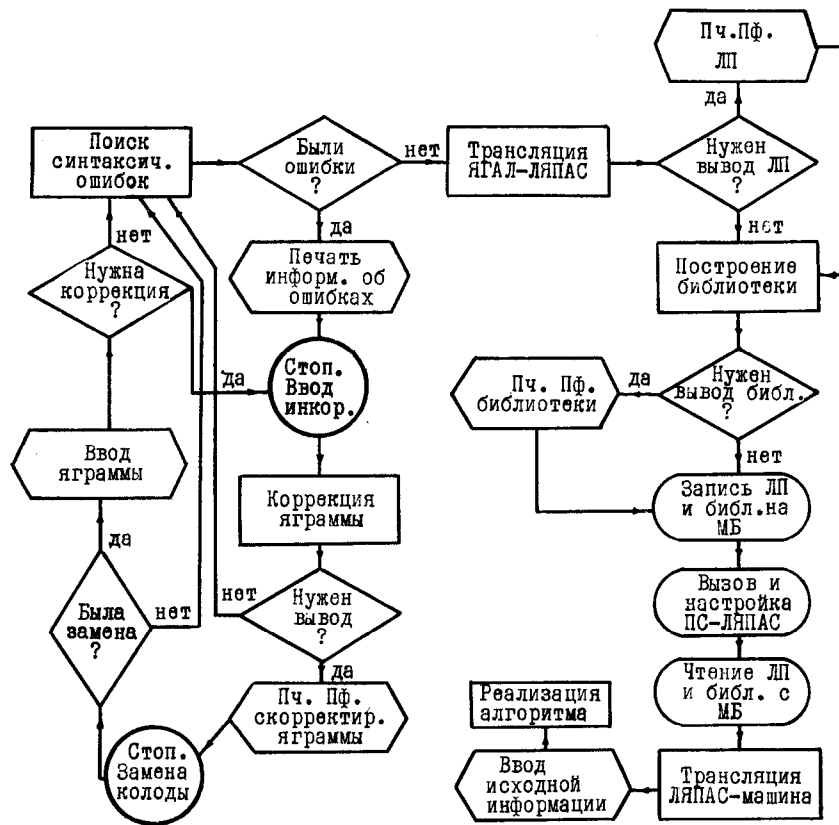 Пч.Пф.
ЛП
да
Поиск
синтаксич.
ошибок
Были
ошибки
?
нет
Трансляция
ЯГАЛ-ЛЯПАС
Нужен
вывод ЛП
?
да
нет
нет
Печать
информ. об
ошибках
Построение
библиотеки
Нужна
коррекция
?
да
Стоп.
Ввод
инкор.
Пч. Пф.
библиотеки
да
Нужен
вывод библ.
?
нет
Ввод
яграммы
Коррекция
яграммы
Запись ЛП
и библ.на
МБ
да
Была
замена
?
нет
нет
Нужен
вывод
?
Вызов и
настройка
ПС-ЛЯПАС
да
Пч. Пф.
скорректир.
яграммы
Реализация
алгоритма
Чтение ЛП
и библ. с
МБ
Стоп.
Замена
колоды
Ввод
исходной
информации
Трансляция
ЛЯПАС-машина